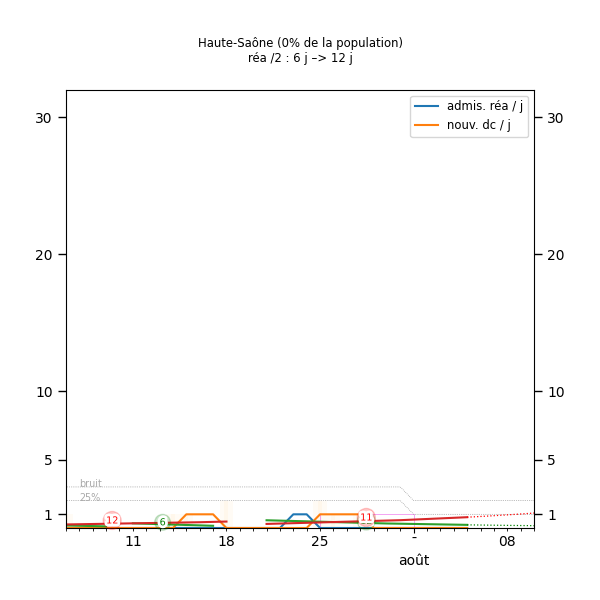 Haute-Saône (0% de la population)
réa /2 : 6 j –> 12 j
admis. réa / j
nouv. dc / j
30 30
20 20
10 10
5 5
bruit
25%
1 1
12 6 11
11 18 25 - 08
août